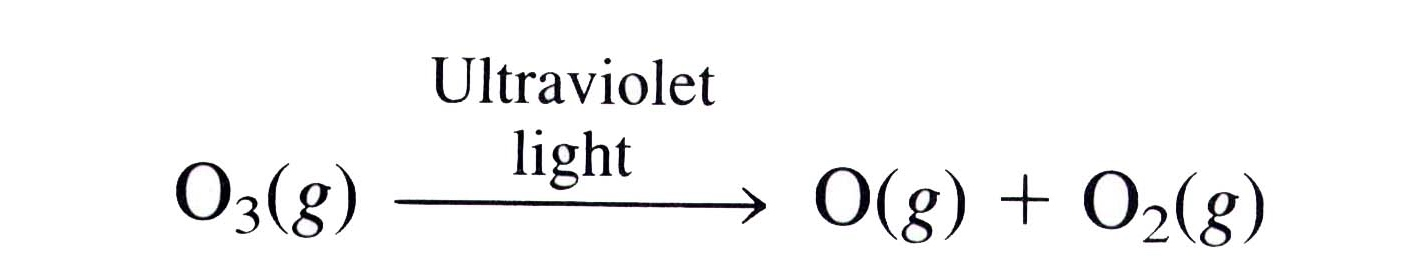 Ultraviolet
light
O₃(g) ⟶ O(g) + O₂(g)